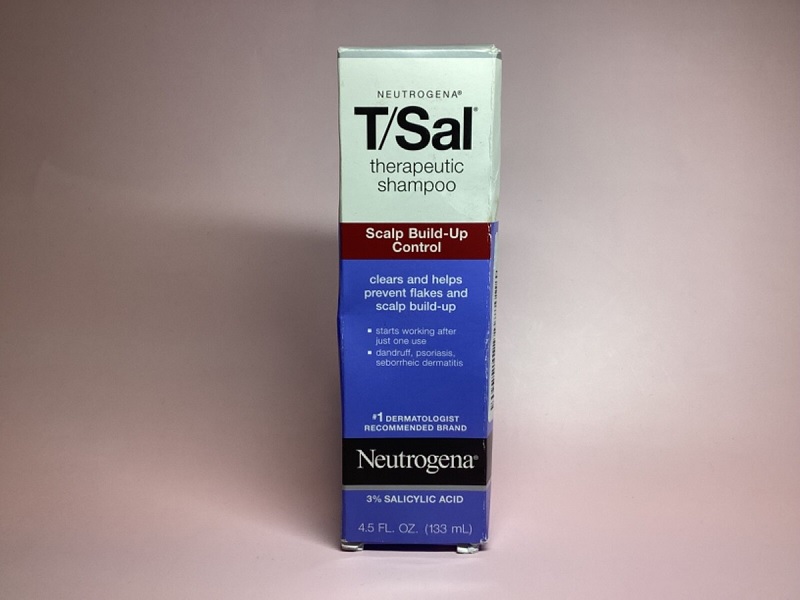 NEUTROGENA®
T/Sal®
therapeutic
shampoo
Scalp Build-Up
Control
clears and helps
prevent flakes and
scalp build-up
▪ starts working after
just one use
▪ dandruff, psoriasis,
seborrheic dermatitis
#1 DERMATOLOGIST
RECOMMENDED BRAND
Neutrogena®
3% SALICYLIC ACID
4.5 FL. OZ. (133 mL)